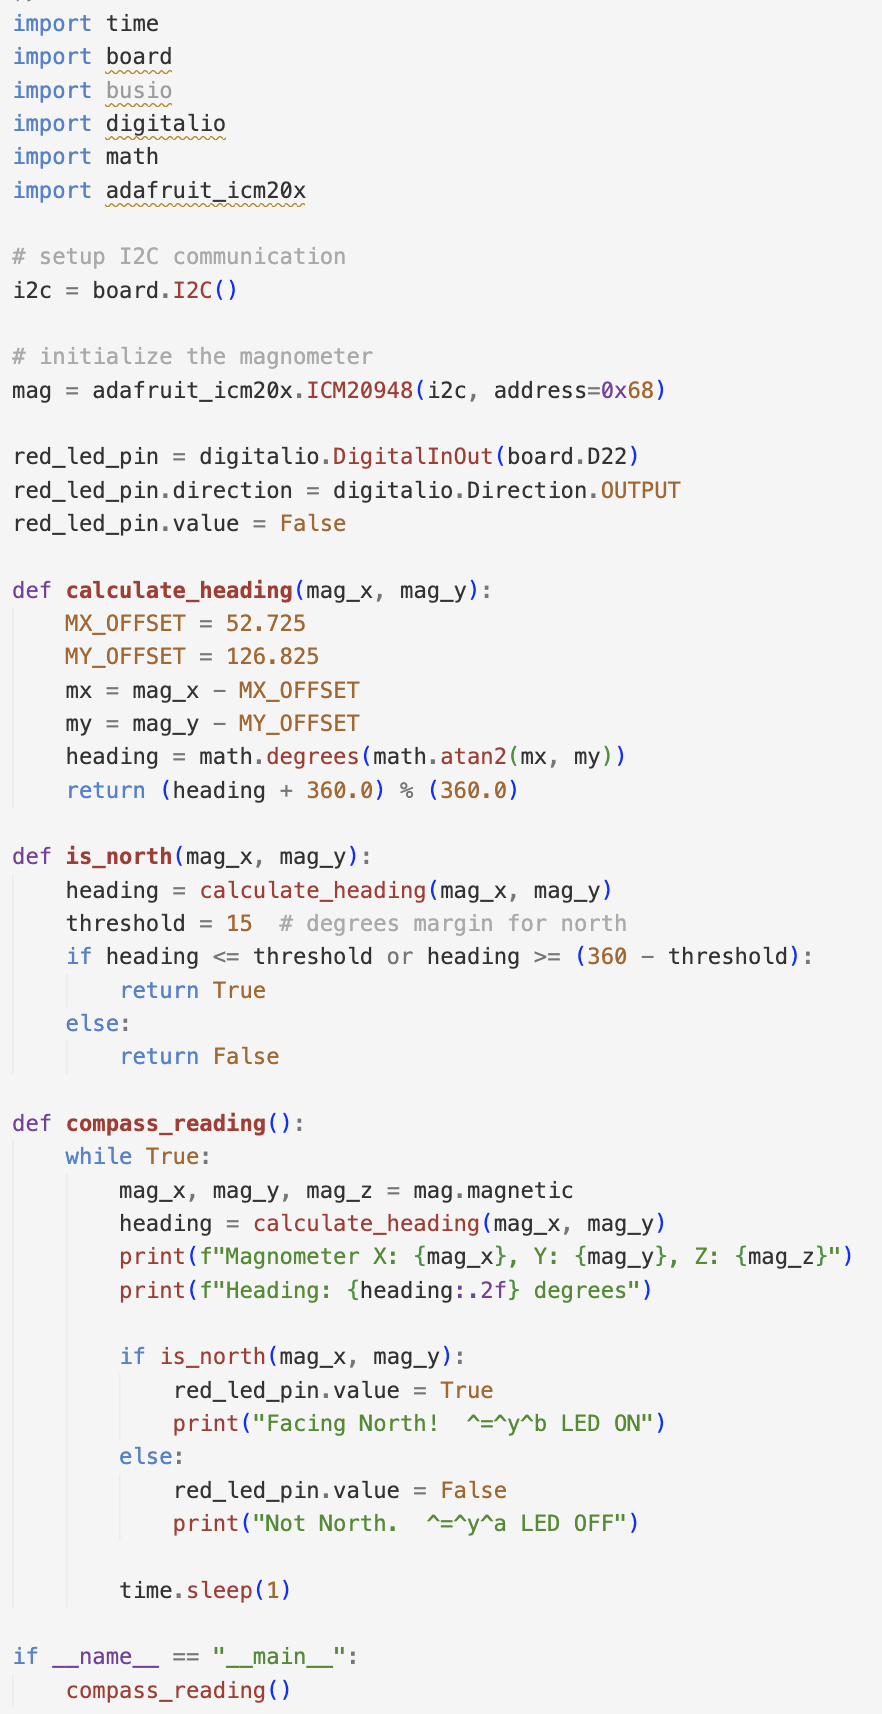 import time
import board
import busio
import digitalio
import math
import adafruit_icm20x

# setup I2C communication
i2c = board.I2C()

# initialize the magnometer
mag = adafruit_icm20x.ICM20948(i2c, address=0x68)

red_led_pin = digitalio.DigitalInOut(board.D22)
red_led_pin.direction = digitalio.Direction.OUTPUT
red_led_pin.value = False

def calculate_heading(mag_x, mag_y):
    MX_OFFSET = 52.725
    MY_OFFSET = 126.825
    mx = mag_x - MX_OFFSET
    my = mag_y - MY_OFFSET
    heading = math.degrees(math.atan2(mx, my))
    return (heading + 360.0) % (360.0)

def is_north(mag_x, mag_y):
    heading = calculate_heading(mag_x, mag_y)
    threshold = 15  # degrees margin for north
    if heading <= threshold or heading >= (360 - threshold):
        return True
    else:
        return False

def compass_reading():
    while True:
        mag_x, mag_y, mag_z = mag.magnetic
        heading = calculate_heading(mag_x, mag_y)
        print(f"Magnometer X: {mag_x}, Y: {mag_y}, Z: {mag_z}")
        print(f"Heading: {heading:.2f} degrees")

        if is_north(mag_x, mag_y):
            red_led_pin.value = True
            print("Facing North!  ^=^y^b LED ON")
        else:
            red_led_pin.value = False
            print("Not North.  ^=^y^a LED OFF")

        time.sleep(1)

if __name__ == "__main__":
    compass_reading()